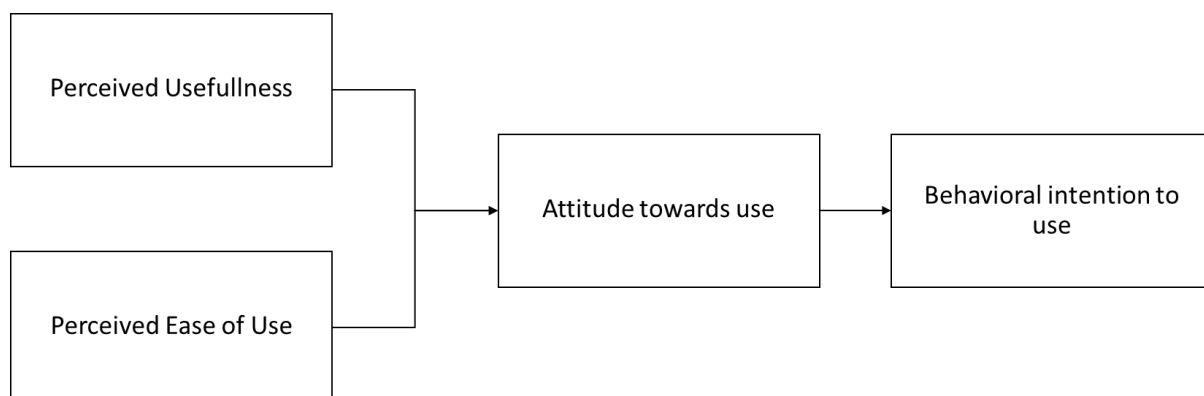 Perceived Usefullness
Attitude towards use
Behavioral intention to
use
Perceived Ease of Use